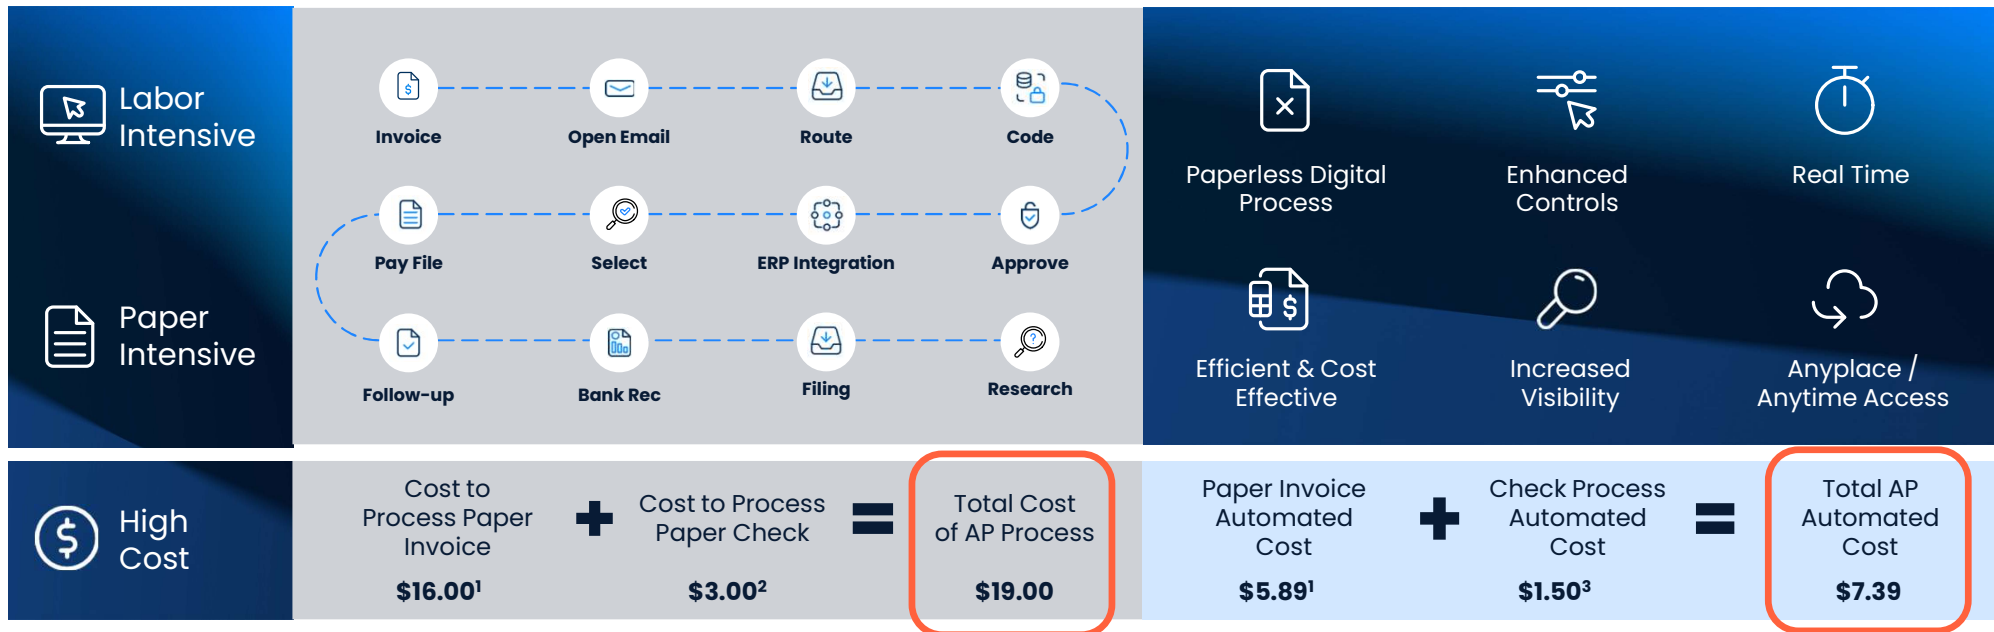 Labor
Intensive
Paper
Intensive
Invoice
Open Email
Route
Code
Pay File
Select
ERP Integration
Approve
Follow-up
Bank Rec
Filing
Research
Paperless Digital
Process
Enhanced
Controls
Real Time
Efficient & Cost
Effective
Increased
Visibility
Anyplace /
Anytime Access
High
Cost
Cost to
Process Paper
Invoice
$16.00¹
+
Cost to Process
Paper Check
$3.00²
=
Total Cost
of AP Process
$19.00
Paper Invoice
Automated
Cost
$5.89¹
+
Check Process
Automated
Cost
$1.50³
=
Total AP
Automated
Cost
$7.39